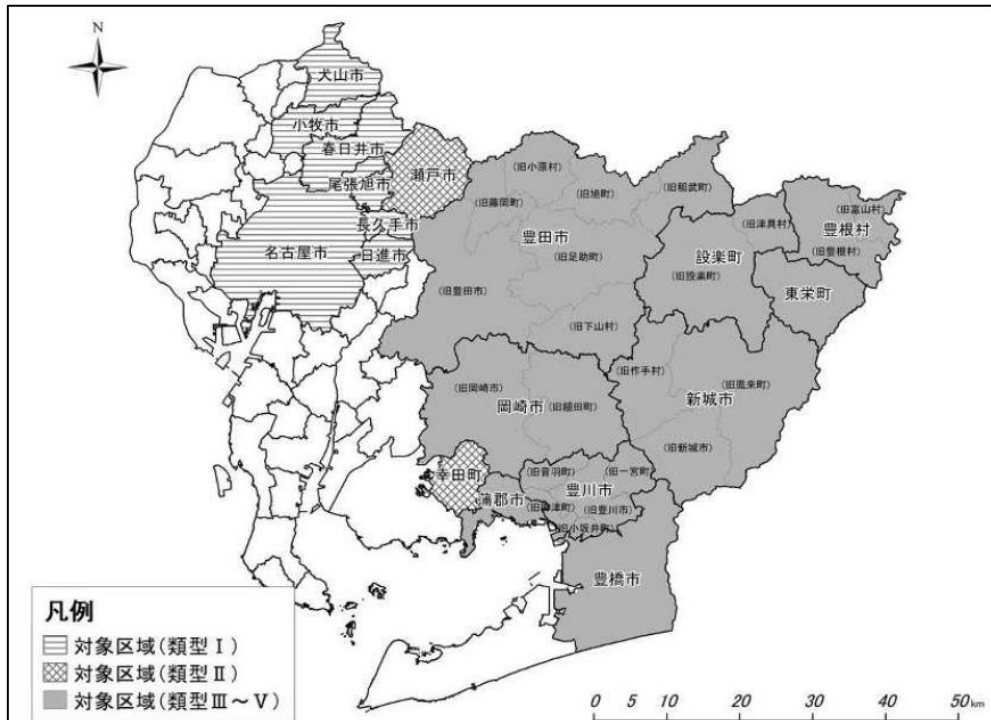 N
犬山市
小牧市
春日井市
尾張旭市
瀬戸市
長久手市
名古屋市
日進市
(旧小原村)
(旧旭町)
(旧稲武町)
(旧藤岡町)
豊田市
(旧足助町)
(旧豊田市)
(旧下山村)
(旧津具村)
設楽町
(旧設楽町)
(旧富山村)
豊根村
(旧豊根村)
東栄町
(旧作手村)
(旧鳳来町)
新城市
(旧新城市)
(旧岡崎市)
岡崎市
(旧額田町)
幸田町
蒲郡市
(旧音羽町)
(旧一宮町)
豊川市
(旧御津町)
(旧豊川市)
(旧小坂井町)
豊橋市
凡例
対象区域(類型Ⅰ)
対象区域(類型Ⅱ)
対象区域(類型Ⅲ~Ⅴ)
0 10 20 30 40 50km